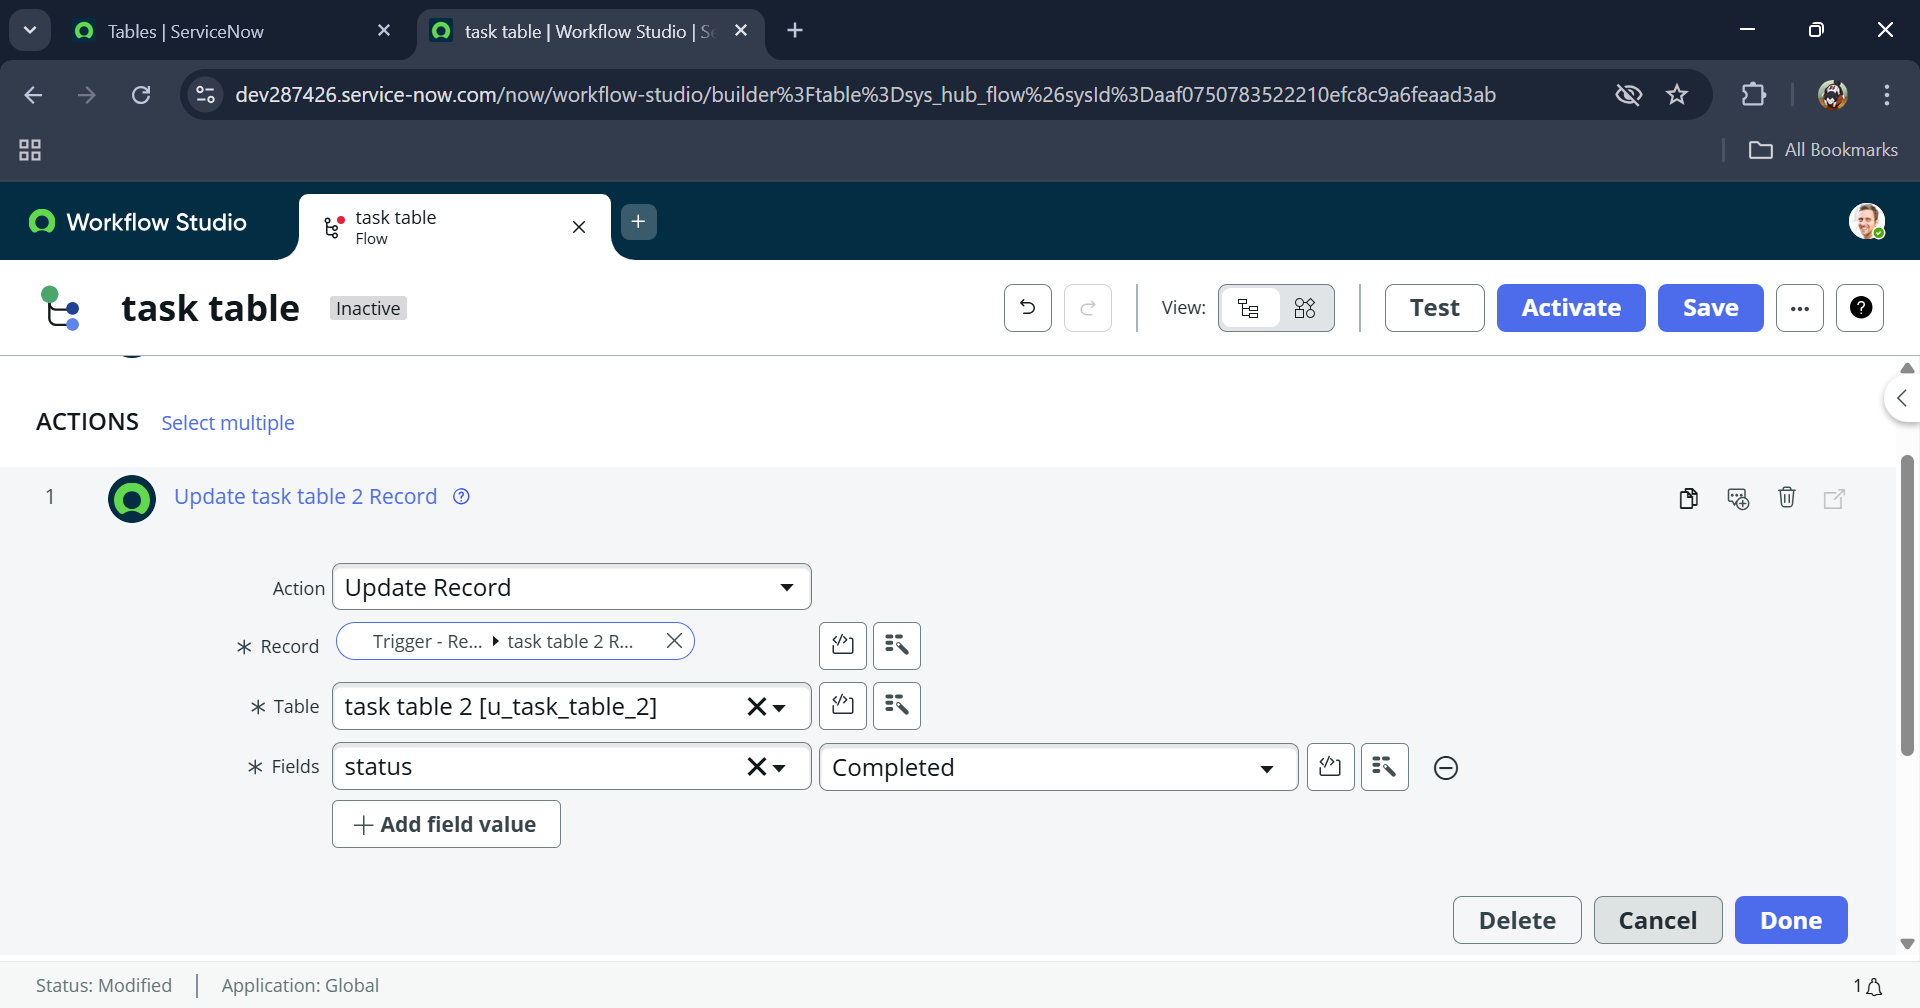 Tables | ServiceNow
task table | Workflow Studio | S
dev287426.service-now.com/now/workflow-studio/builder%3Ftable%3Dsys_hub_flow%26sysId%3Daaf0750783522210efc8c9a6feaad3ab
All Bookmarks
Workflow Studio
task table
Flow
task table
Inactive
View:
Test
Activate
Save
ACTIONS
Select multiple
1
Update task table 2 Record
Action
Update Record
* Record
Trigger - Re... ▸ task table 2 R...
* Table
task table 2 [u_task_table_2]
* Fields
status
Completed
+ Add field value
Delete
Cancel
Done
Status: Modified
Application: Global
1